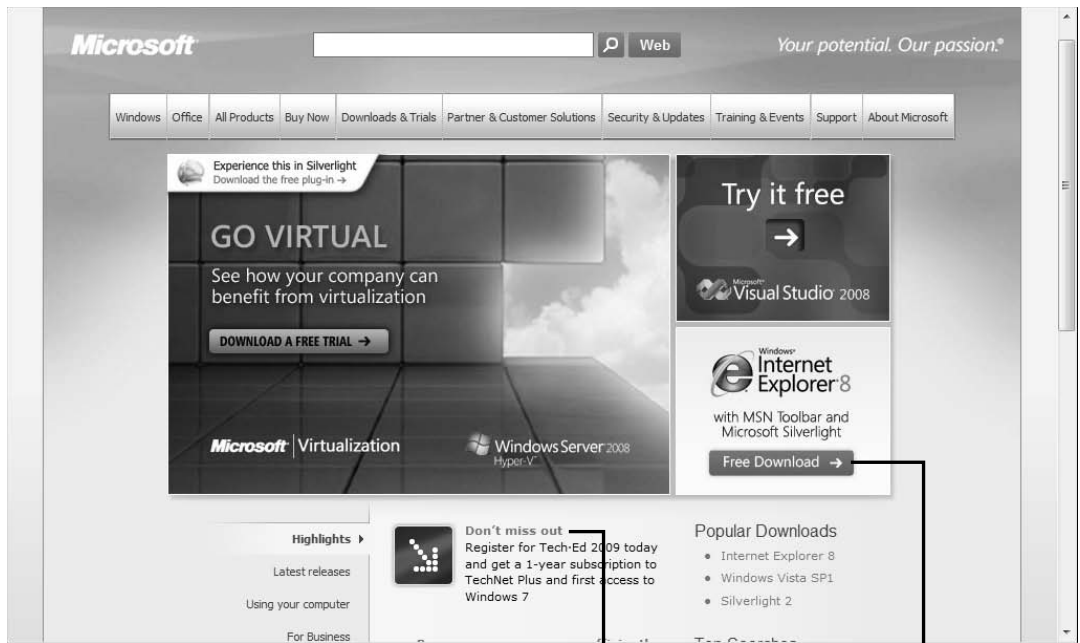 Microsoft
Web
Your potential. Our passion.®
Windows
Office
All Products
Buy Now
Downloads & Trials
Partner & Customer Solutions
Security & Updates
Training & Events
Support
About Microsoft
Experience this in Silverlight
Download the free plug-in →
GO VIRTUAL
See how your company can
benefit from virtualization
DOWNLOAD A FREE TRIAL →
Microsoft | Virtualization
Windows Server 2008
Hyper-V™
Try it free
→
Microsoft®
Visual Studio 2008
Windows®
Internet
Explorer 8
with MSN Toolbar and
Microsoft Silverlight
Free Download →
Highlights
Latest releases
Using your computer
For Business
Don't miss out
Register for Tech·Ed 2009 today
and get a 1-year subscription to
TechNet Plus and first access to
Windows 7
Popular Downloads
• Internet Explorer 8
• Windows Vista SP1
• Silverlight 2
Top Searches